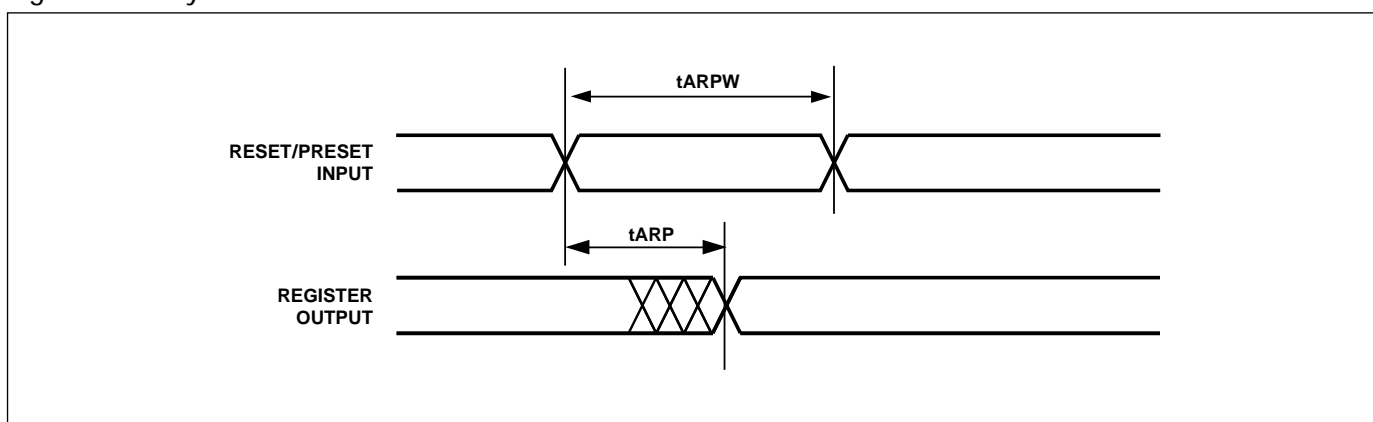 tARPW
RESET/PRESET
INPUT
tARP
REGISTER
OUTPUT